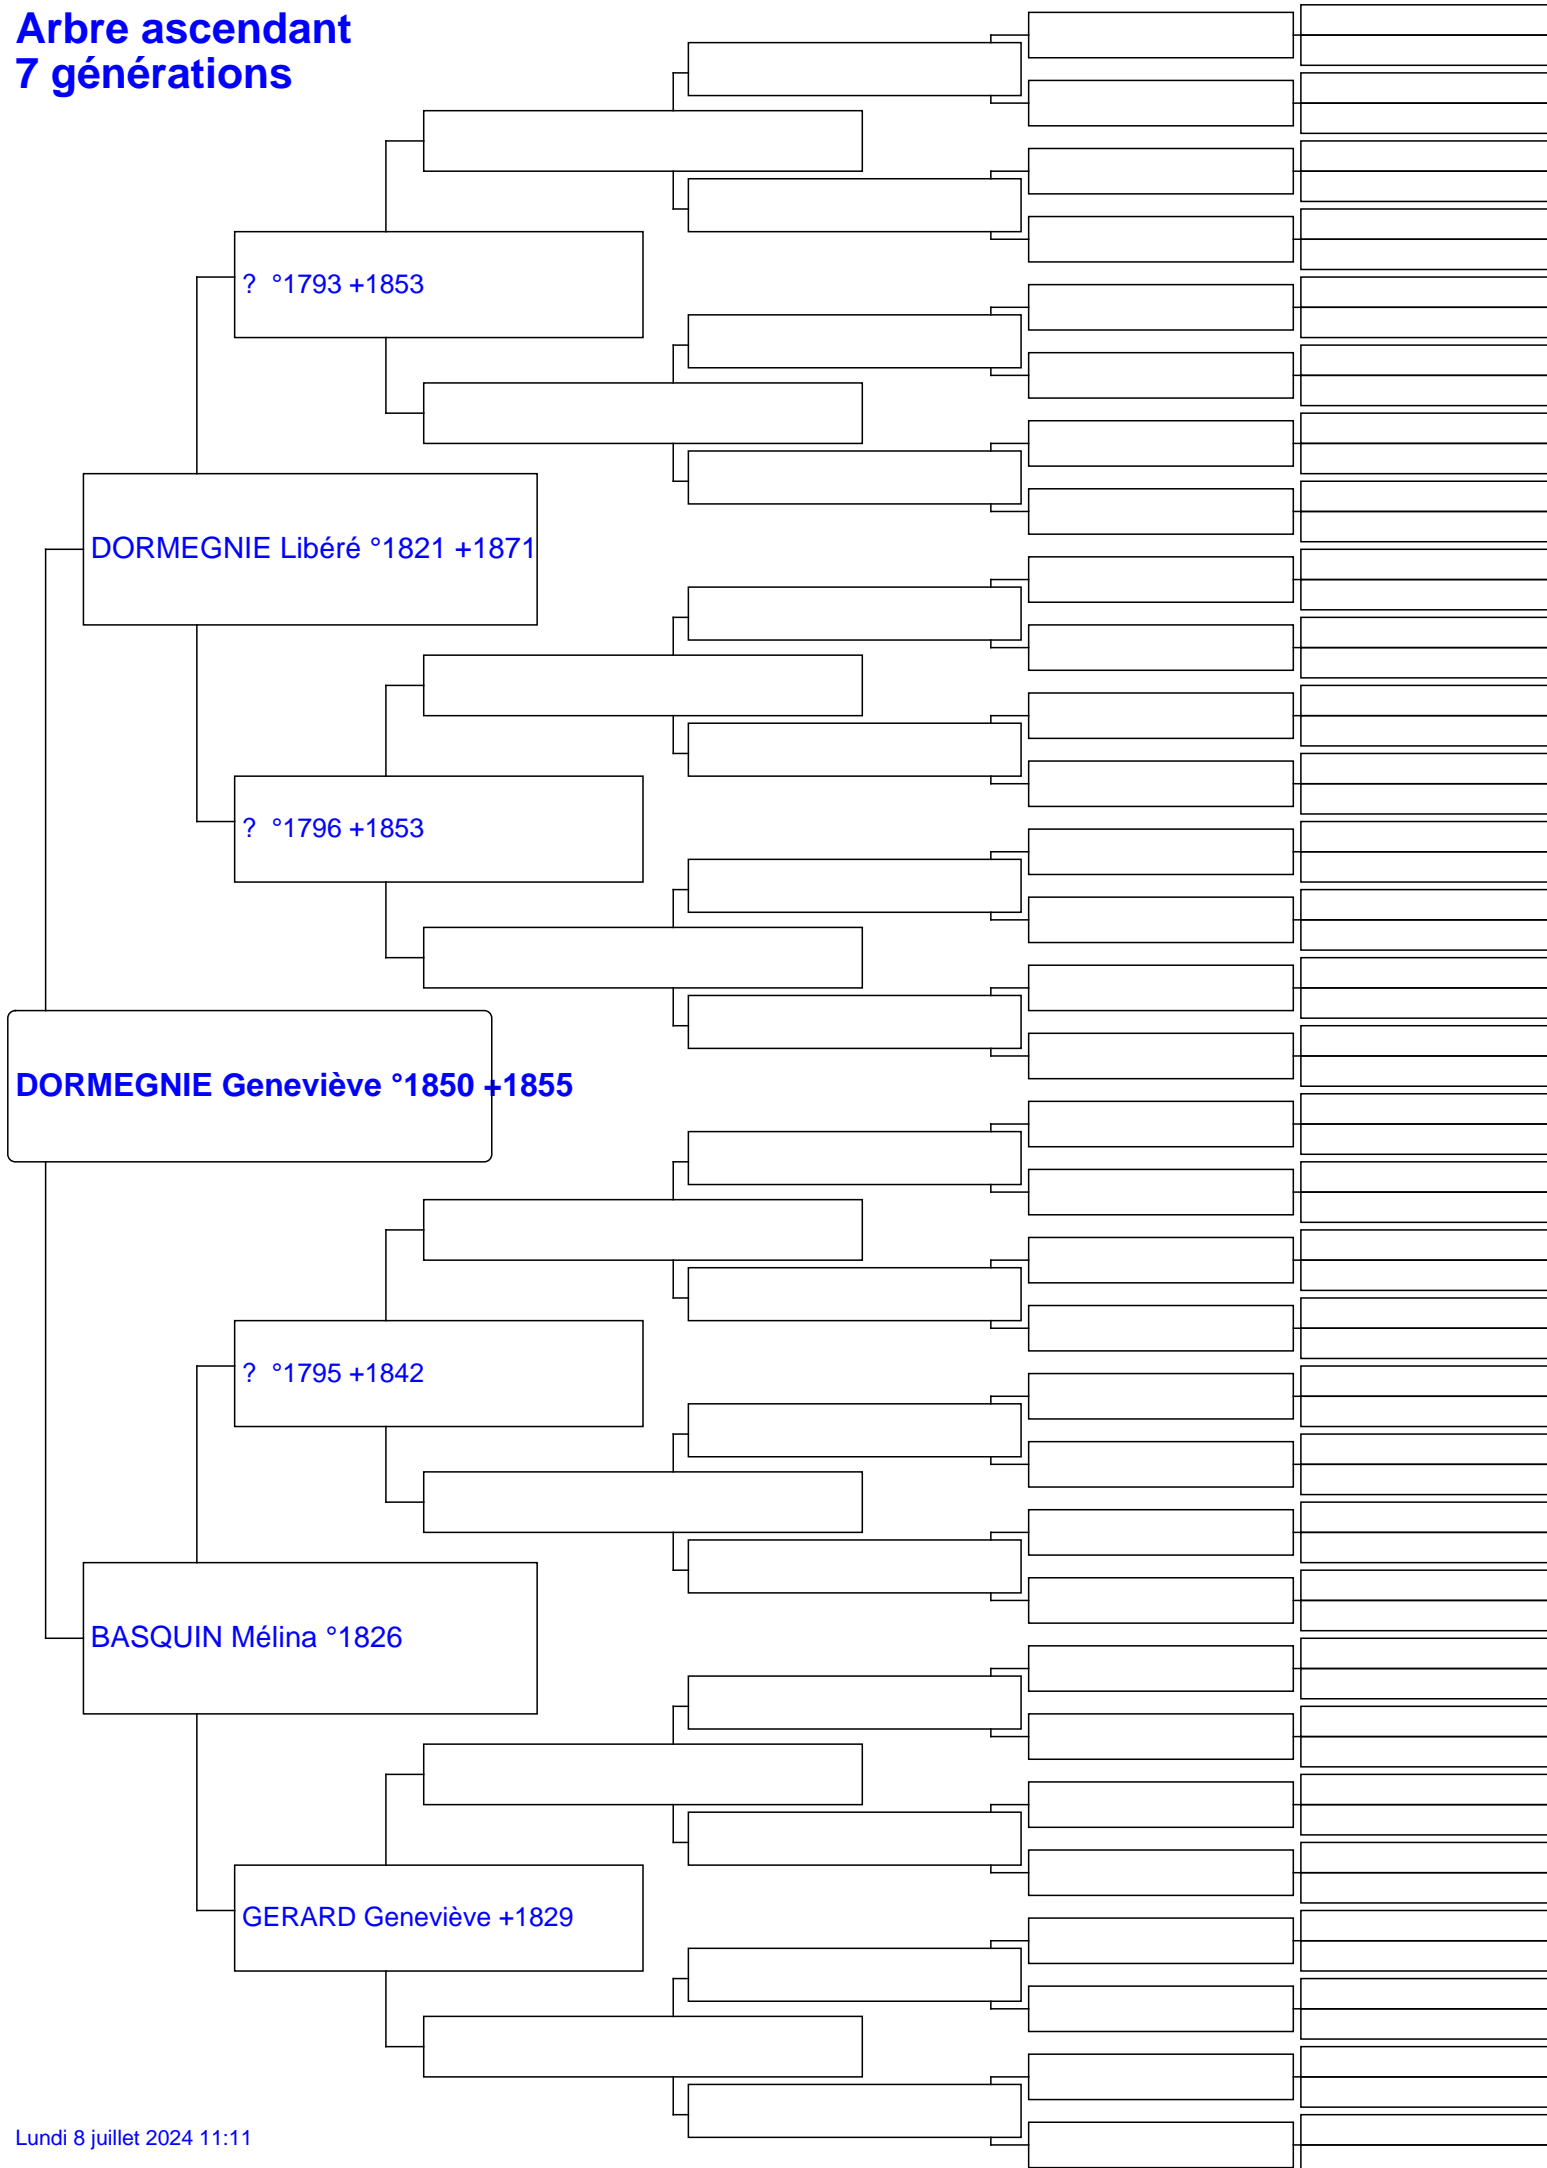 Arbre ascendant
7 générations
? °1793 +1853
DORMEGNIE Libéré °1821 +1871
? °1796 +1853
DORMEGNIE Geneviève °1850 +1855
? °1795 +1842
BASQUIN Mélina °1826
GERARD Geneviève +1829
Lundi 8 juillet 2024 11:11